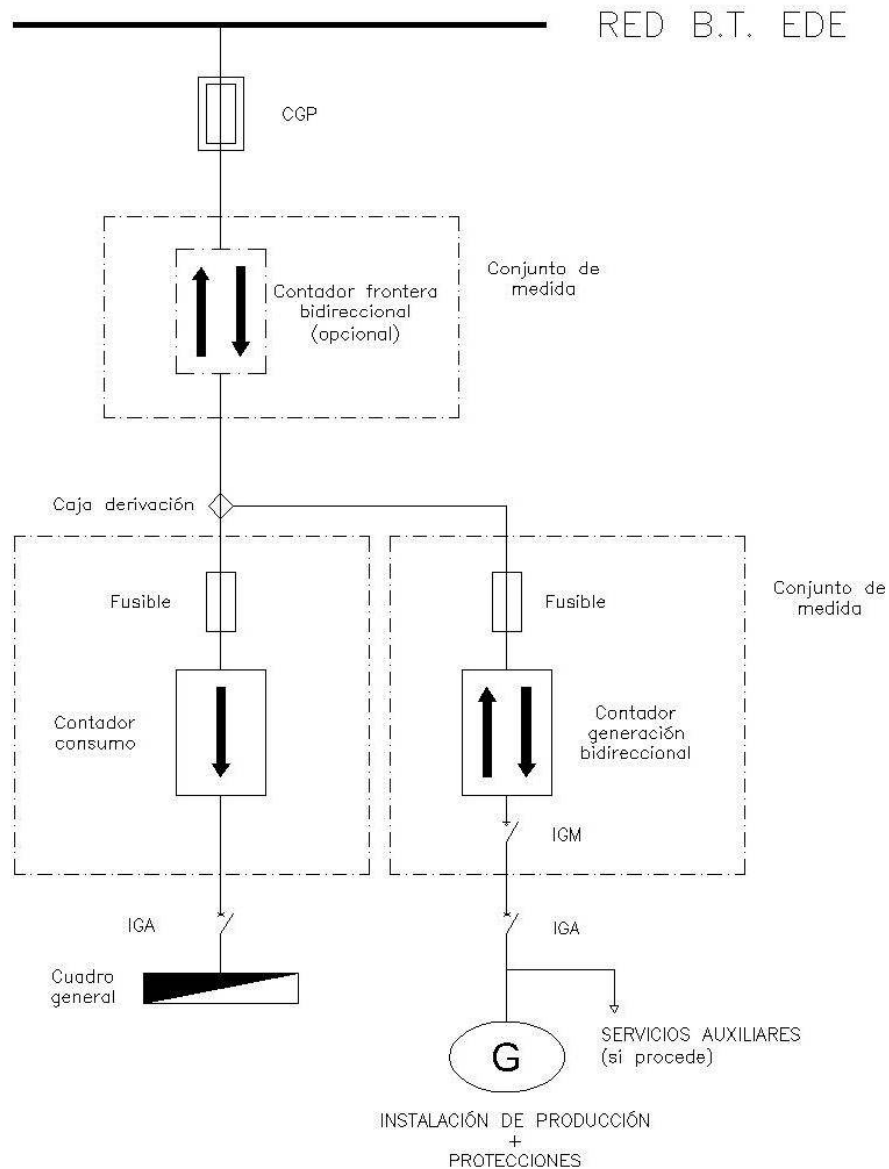 RED B.T. EDE
CGP
Conjunto de
medida
Contador frontera
bidireccional
(opcional)
Caja derivación
Fusible
Fusible
Conjunto de
medida
Contador
consumo
Contador
generación
bidireccional
IGM
IGA
IGA
Cuadro
general
G
SERVICIOS AUXILIARES
(si procede)
INSTALACIÓN DE PRODUCCIÓN
+
PROTECCIONES